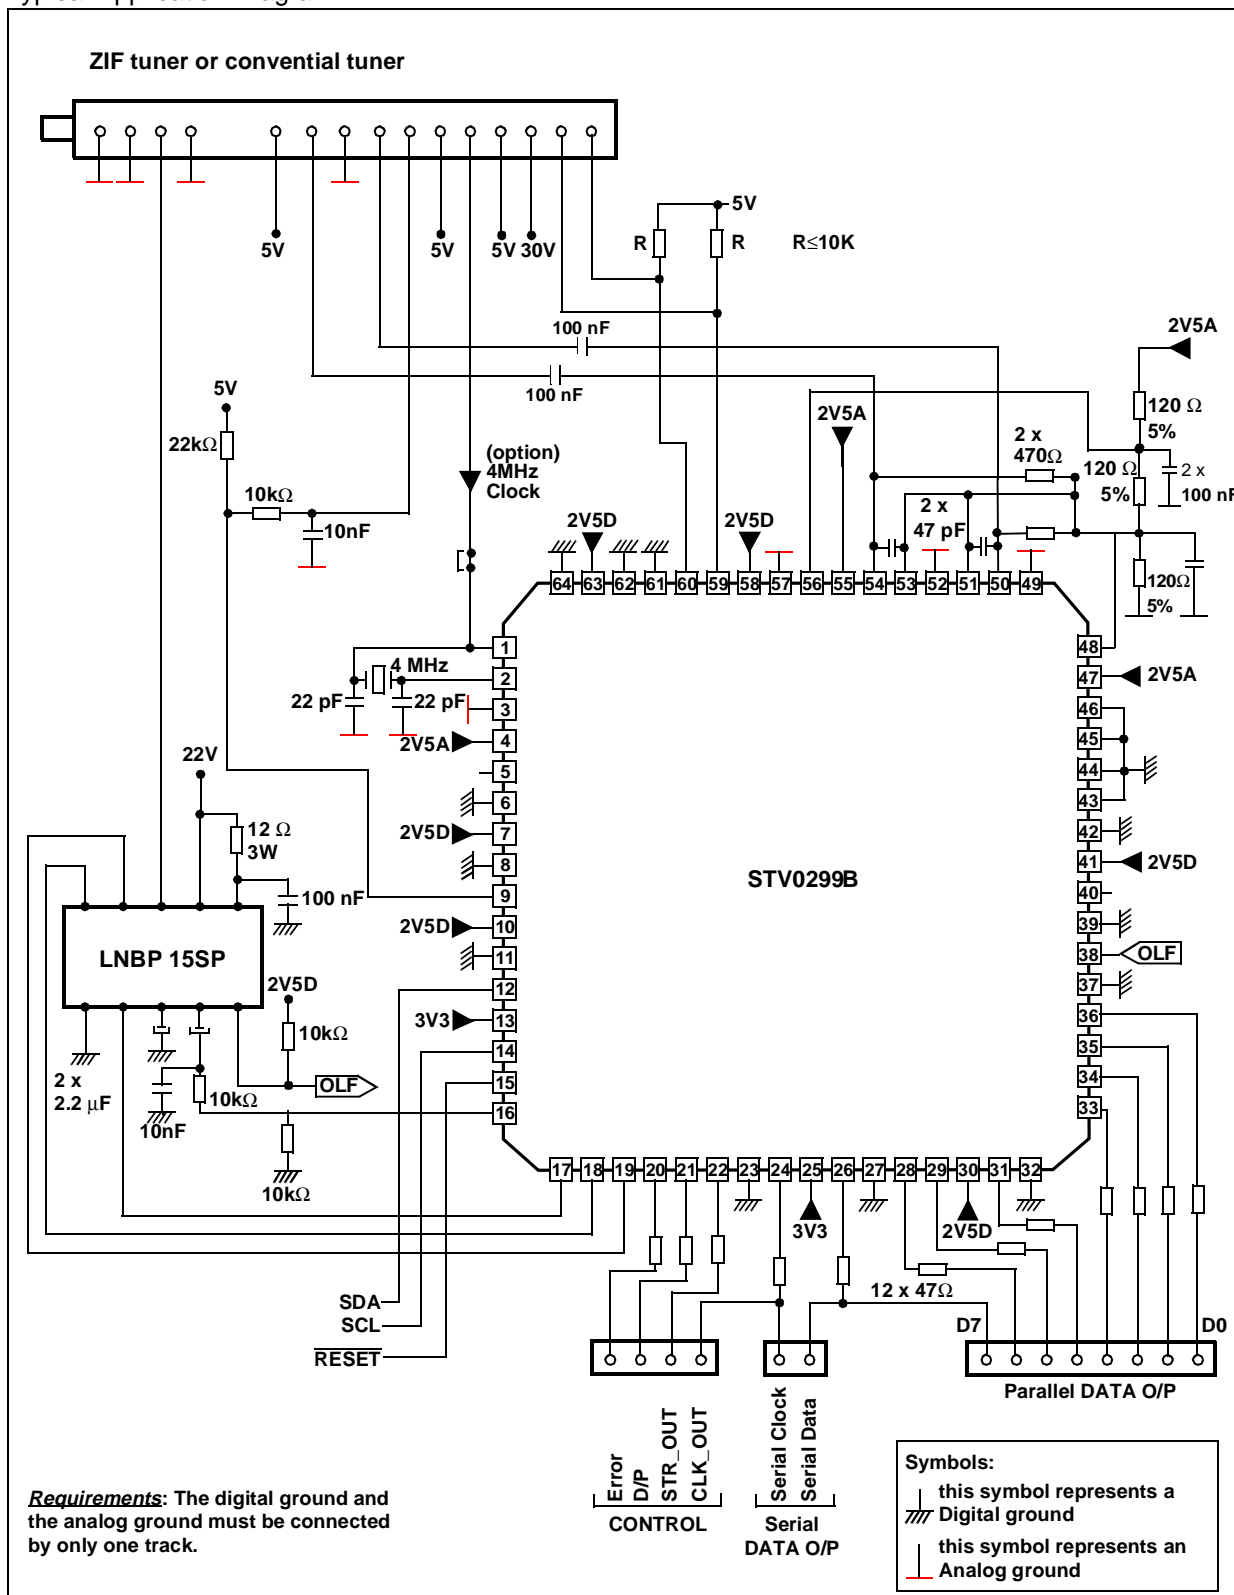 ZIF tuner or convential tuner
5V
5V
5V 30V
5V
R
R
R≤10K
100 nF
100 nF
2V5A
5V
22kΩ
10kΩ
10nF
(option)
4MHz
Clock
2V5D
2V5D
2V5A
2 x
470Ω
2 x
47 pF
120 Ω
5%
120 Ω
5%
2 x
100 nF
120Ω
5%
64 63 62 61 60 59 58 57 56 55 54 53 52 51 50 49
1
2
3
4
5
6
7
8
9
10
11
12
13
14
15
16
4 MHz
22 pF
22 pF
2V5A
2V5D
2V5D
3V3
STV0299B
48
47
46
45
44
43
42
41
40
39
38
37
36
35
34
33
2V5A
2V5D
OLF
22V
12 Ω
3W
100 nF
LNBP 15SP
2V5D
10kΩ
OLF
2 x
2.2 µF
10nF
10kΩ
10kΩ
17 18 19 20 21 22 23 24 25 26 27 28 29 30 31 32
3V3
2V5D
12 x 47Ω
SDA
SCL
RESET
D7
D0
Parallel DATA O/P
Error
D/P
STR_OUT
CLK_OUT
CONTROL
Serial Clock
Serial Data
Serial
DATA O/P
Requirements: The digital ground and
the analog ground must be connected
by only one track.
Symbols:
this symbol represents a
Digital ground
this symbol represents an
Analog ground